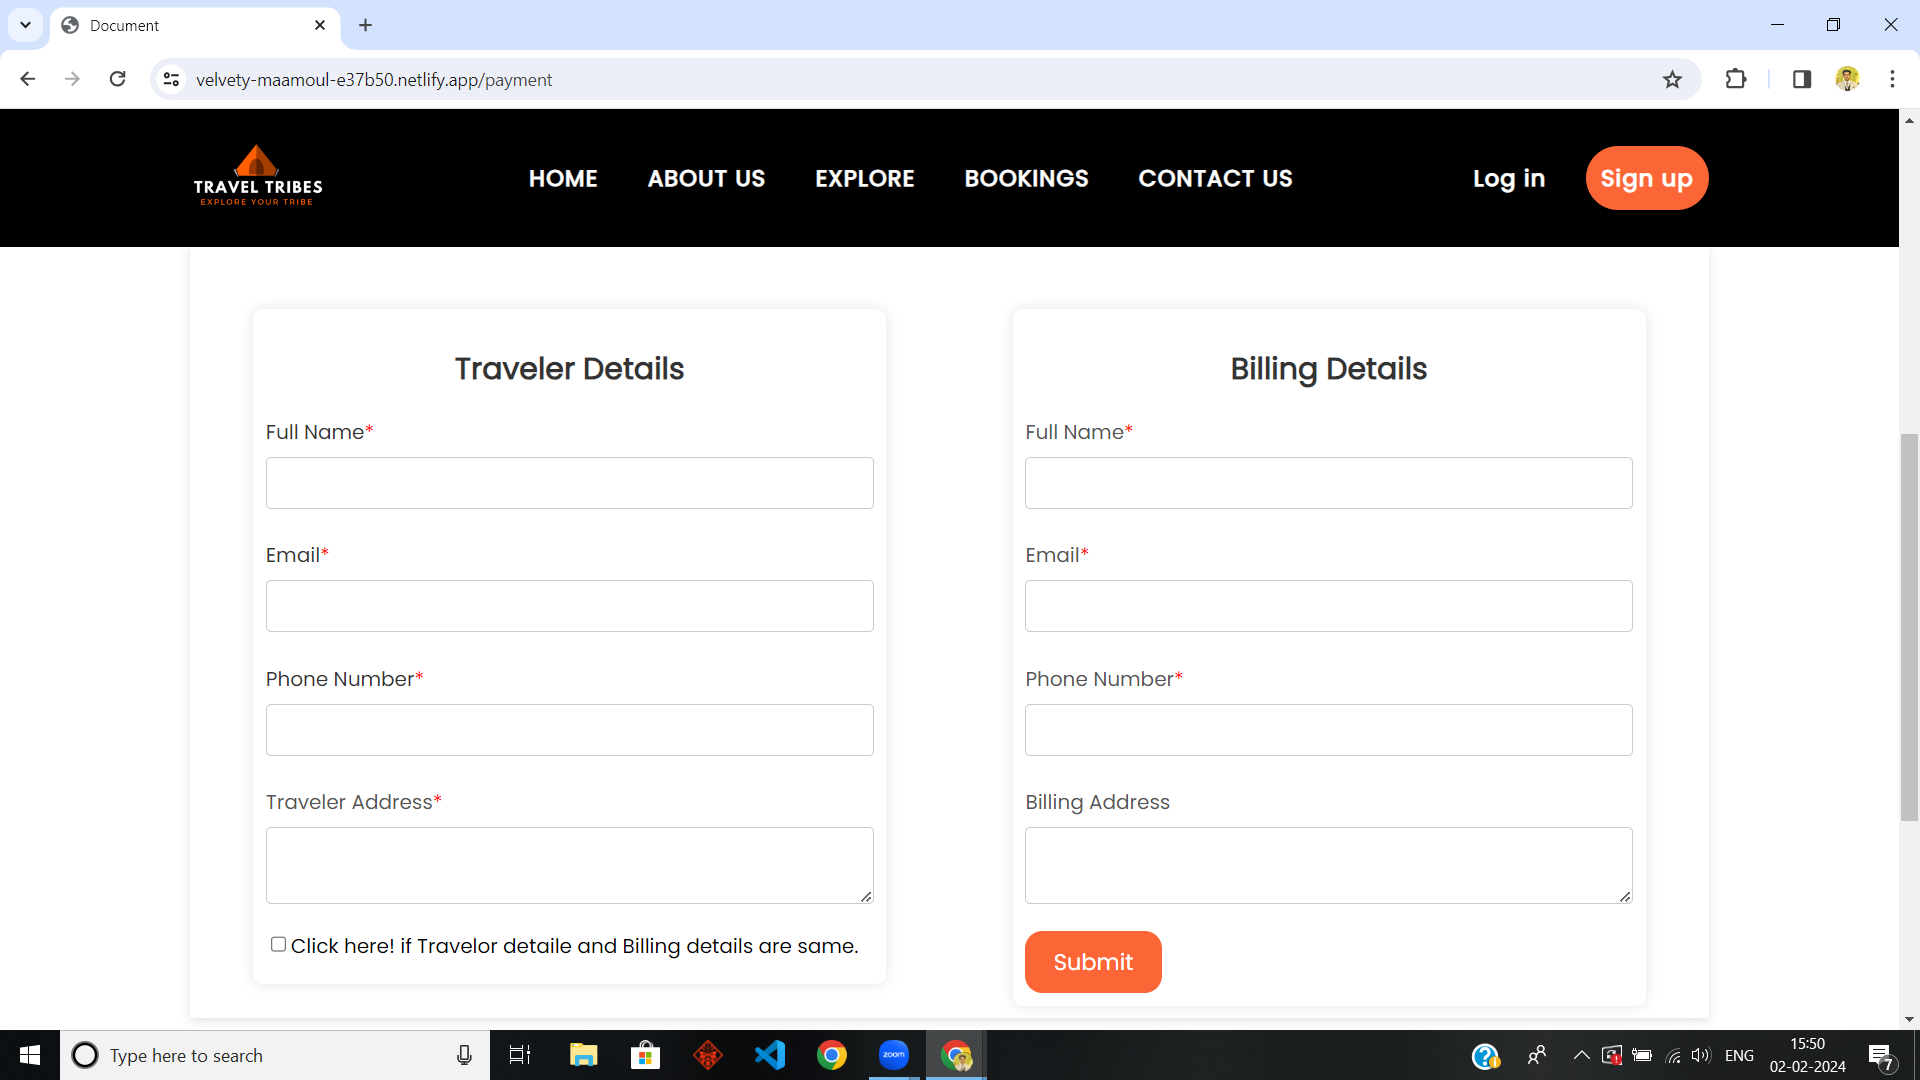 Document
velvety-maamoul-e37b50.netlify.app/payment
TRAVEL TRIBES
EXPLORE YOUR TRIBE
HOME ABOUT US EXPLORE BOOKINGS CONTACT US Log in Sign up
Traveler Details
Full Name*
Email*
Phone Number*
Traveler Address*
Click here! if Travelor detaile and Billing details are same.
Billing Details
Full Name*
Email*
Phone Number*
Billing Address
Submit
Type here to search
zoom
ENG
15:50
02-02-2024
7